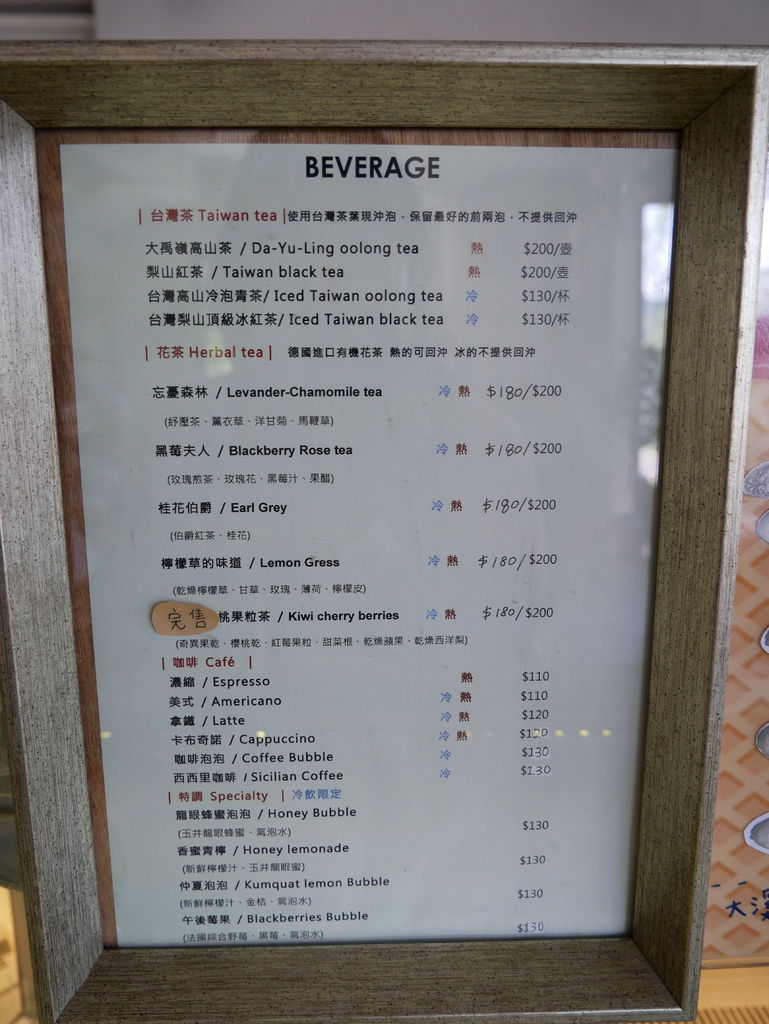 BEVERAGE
| 台灣茶 Taiwan tea | 使用台灣茶葉現沖泡，保留最好的前兩泡，不提供回沖
大禹嶺高山茶 / Da-Yu-Ling oolong tea 熱 $200/壺
梨山紅茶 / Taiwan black tea 熱 $200/壺
台灣高山冷泡青茶/ Iced Taiwan oolong tea 冷 $130/杯
台灣梨山頂級冰紅茶/ Iced Taiwan black tea 冷 $130/杯
| 花茶 Herbal tea | 德國進口有機花茶 熱的可回沖 冰的不提供回沖
忘憂森林 / Levander-Chamomile tea 冷 熱 $180/$200
(紓壓茶、薰衣草、洋甘菊、馬鞭草)
黑莓夫人 / Blackberry Rose tea 冷 熱 $180/$200
(玫瑰煎茶、玫瑰花、黑莓汁、果醋)
桂花伯爵 / Earl Grey 冷 熱 $180/$200
(伯爵紅茶、桂花)
檸檬草的味道 / Lemon Gress 冷 熱 $180/$200
(乾燥檸檬草、甘草、玫瑰、薄荷、檸檬皮)
完售 桃果粒茶 / Kiwi cherry berries 冷 熱 $180/$200
(奇異果乾、櫻桃乾、紅莓果粒、甜菜根、乾燥蘋果、乾燥西洋梨)
| 咖啡 Café |
濃縮 / Espresso 熱 $110
美式 / Americano 冷 熱 $110
拿鐵 / Latte 冷 熱 $120
卡布奇諾 / Cappuccino 冷 熱 $120
咖啡泡泡 / Coffee Bubble 冷 $130
西西里咖啡 / Sicilian Coffee 冷 $130
| 特調 Specialty | 冷飲限定
龍眼蜂蜜泡泡 / Honey Bubble
(玉井龍眼蜂蜜、氣泡水) $130
香蜜青檸 / Honey lemonade
(新鮮檸檬汁、玉井龍眼蜜) $130
仲夏泡泡 / Kumquat lemon Bubble
(新鮮檸檬汁、金桔、氣泡水) $130
午後莓果 / Blackberries Bubble
(法國綜合野莓、黑莓、氣泡水) $130
大